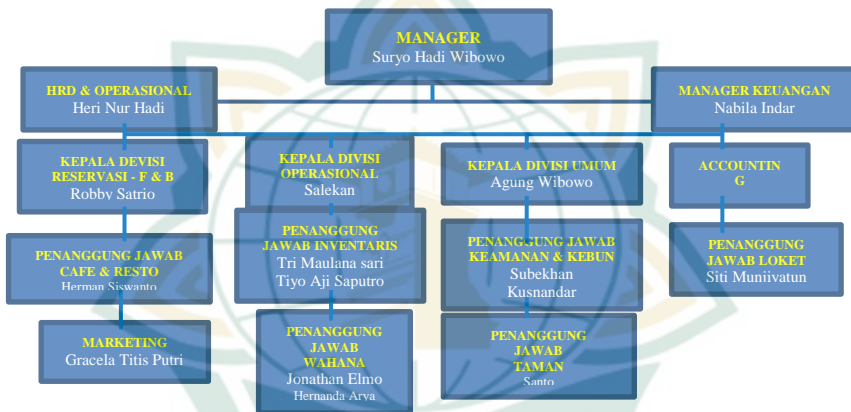 MANAGER
Suryo Hadi Wibowo
HRD & OPERASIONAL
Heri Nur Hadi
MANAGER KEUANGAN
Nabila Indar
KEPALA DEVISI
RESERVASI - F & B
Robby Satrio
KEPALA DIVISI
OPERASIONAL
Salekan
KEPALA DIVISI UMUM
Agung Wibowo
ACCOUNTIN
G
PENANGGUNG JAWAB
CAFE & RESTO
Herman Siswanto
PENANGGUNG
JAWAB INVENTARIS
Tri Maulana sari
Tiyo Aji Saputro
PENANGGUNG JAWAB
KEAMANAN & KEBUN
Subekhan
Kusnandar
PENANGGUNG
JAWAB LOKET
Siti Muniivatun
MARKETING
Gracela Titis Putri
PENANGGUNG
JAWAB
WAHANA
Jonathan Elmo
Hernanda Arya
PENANGGUNG
JAWAB
TAMAN
Santo